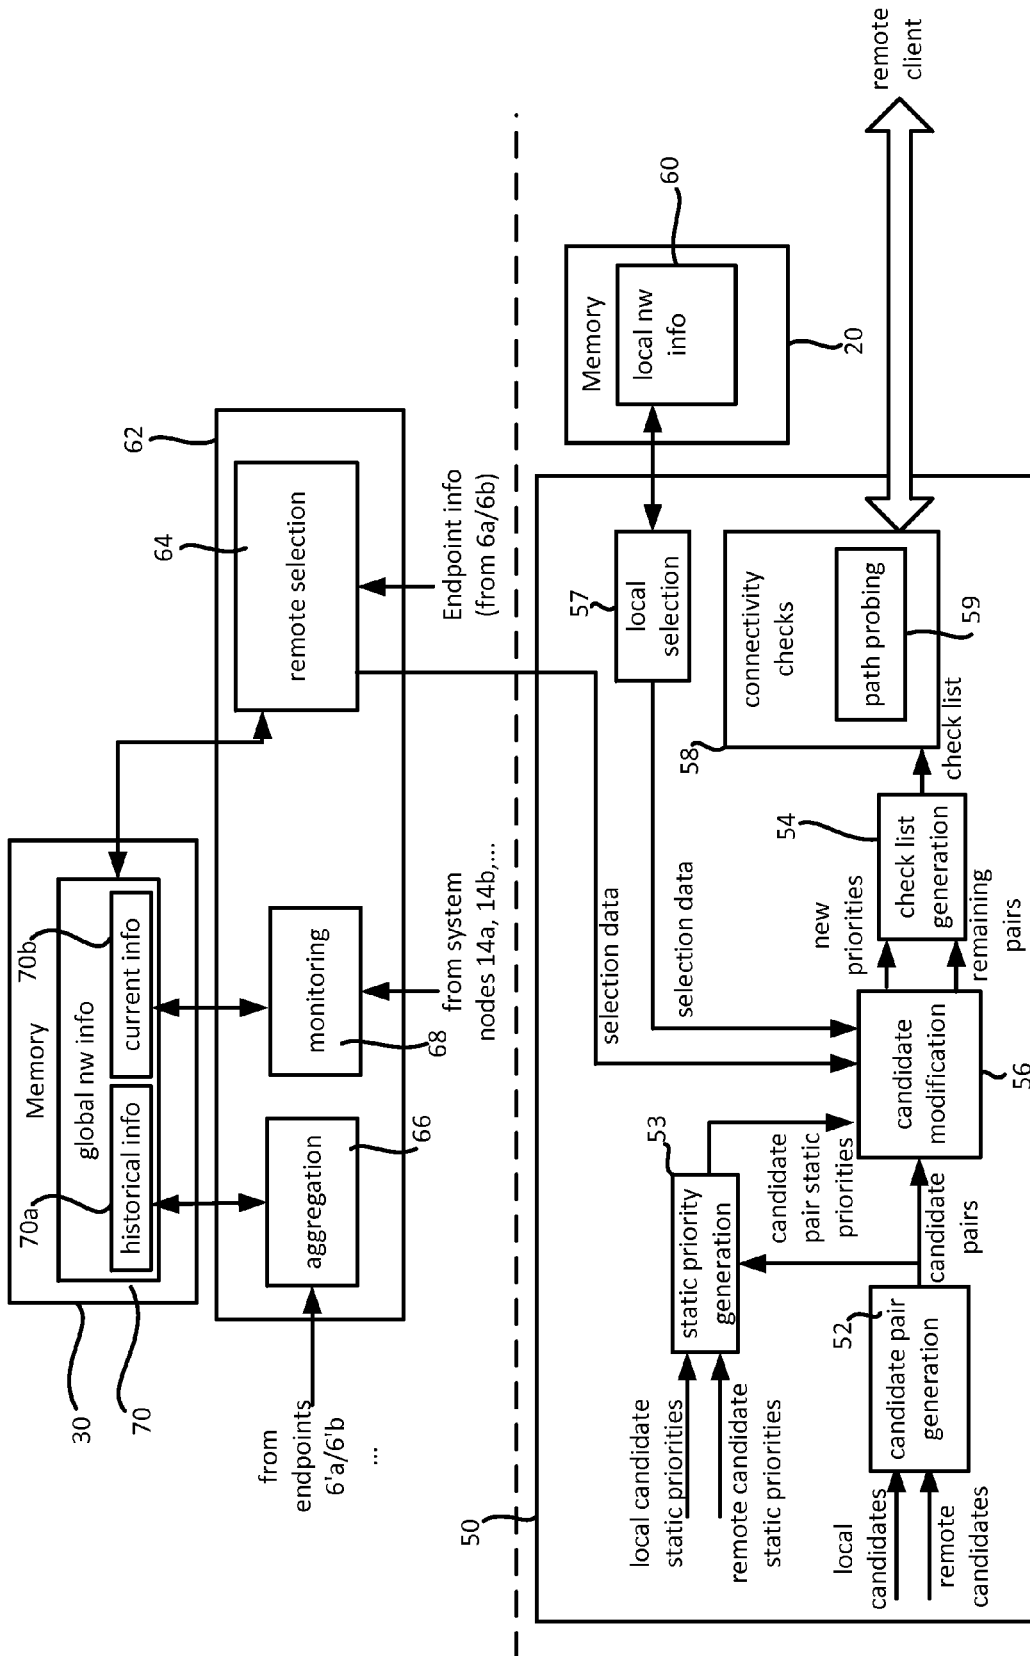 30
70
Memory
global nw info
70a
historical info
70b
current info
from
endpoints
6'a/6'b
...
aggregation
66
monitoring
68
from system
nodes 14a, 14b,...
62
64
remote selection
Endpoint info
(from 6a/6b)
50
local candidate
static priorities
remote candidate
static priorities
local
candidates
remote
candidates
52
candidate pair
generation
53
static priority
generation
candidate
pair static
priorities
candidate
pairs
selection data
selection data
candidate
modification
56
new
priorities
remaining
pairs
54
check list
generation
check list
57
local
selection
58
connectivity
checks
path probing
59
Memory
local nw
info
60
20
remote
client